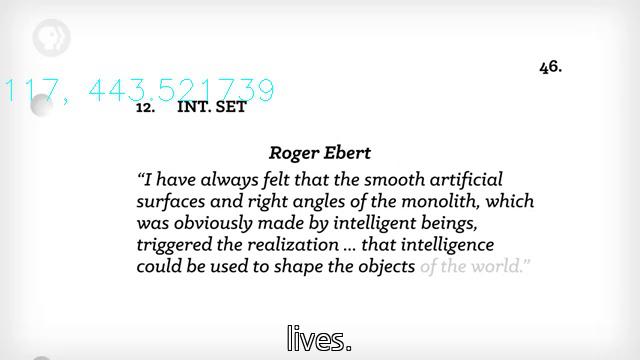 46.
117, 443.521739
12. INT. SET
Roger Ebert
“I have always felt that the smooth artificial
surfaces and right angles of the monolith, which
was obviously made by intelligent beings,
triggered the realization ... that intelligence
could be used to shape the objects of the world.”
lives.